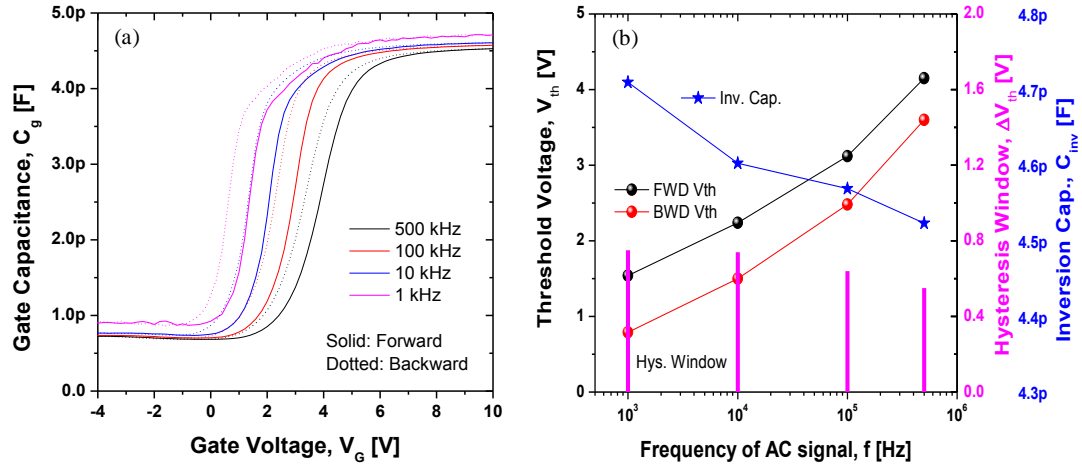 (a)
Gate Capacitance, C_g [F]
5.0p
4.0p
3.0p
2.0p
1.0p
0.0
500 kHz
100 kHz
10 kHz
1 kHz
Solid: Forward
Dotted: Backward
-4 -2 0 2 4 6 8 10
Gate Voltage, V_G [V]
(b)
Threshold Voltage, V_th [V]
5
4
3
2
1
0
Inv. Cap.
FWD Vth
BWD Vth
Hys. Window
10^3 10^4 10^5 10^6
Frequency of AC signal, f [Hz]
2.0
1.6
1.2
0.8
0.4
0.0
Hysteresis Window, ΔV_th [V]
4.8p
4.7p
4.6p
4.5p
4.4p
4.3p
Inversion Cap., C_inv [F]